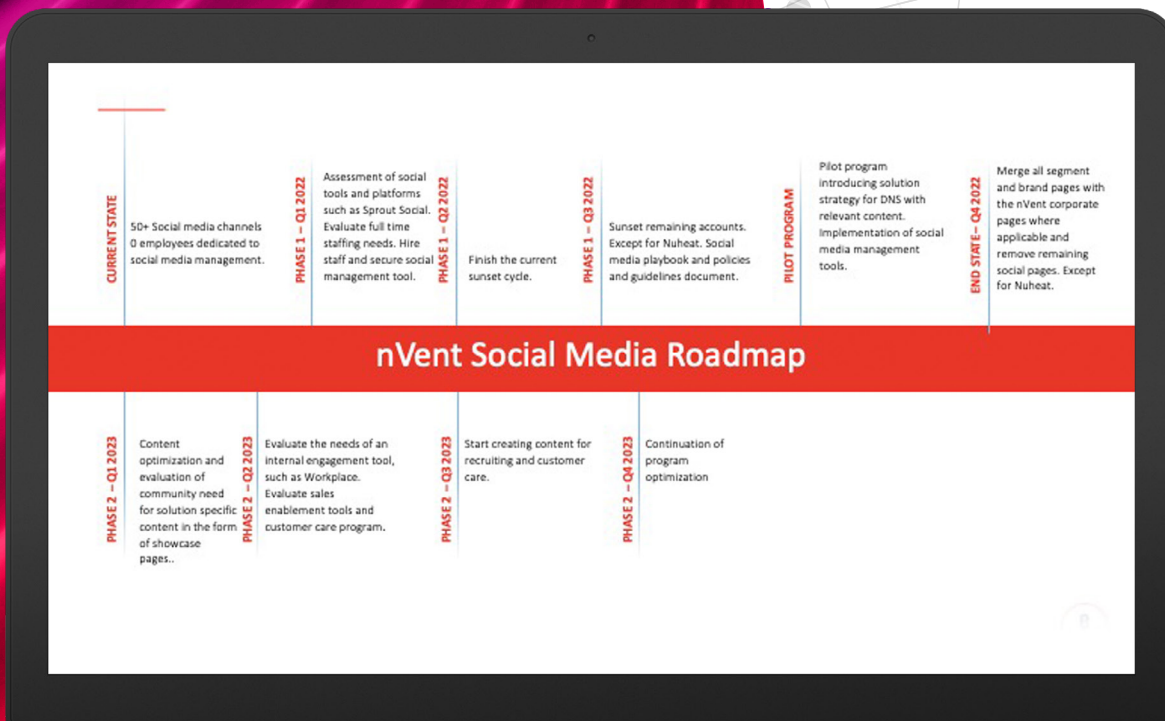 CURRENT STATE
50+ Social media channels
0 employees dedicated to
social media management.
PHASE 1 – Q1 2022
Assessment of social
tools and platforms
such as Sprout Social.
Evaluate full time
staffing needs. Hire
staff and secure social
management tool.
PHASE 1 – Q2 2022
Finish the current
sunset cycle.
PHASE 1 – Q3 2022
Sunset remaining accounts.
Except for Nuheat. Social
media playbook and policies
and guidelines document.
PILOT PROGRAM
Pilot program
introducing solution
strategy for DNS with
relevant content.
Implementation of social
media management
tools.
END STATE– Q4 2022
Merge all segment
and brand pages with
the nVent corporate
pages where
applicable and
remove remaining
social pages. Except
for Nuheat.
nVent Social Media Roadmap
PHASE 2 – Q1 2023
Content
optimization and
evaluation of
community need
for solution specific
content in the form
of showcase
pages..
PHASE 2 – Q2 2023
Evaluate the needs of an
internal engagement tool,
such as Workplace.
Evaluate sales
enablement tools and
customer care program.
PHASE 2 – Q3 2023
Start creating content for
recruiting and customer
care.
PHASE 2 – Q4 2023
Continuation of
program
optimization
8